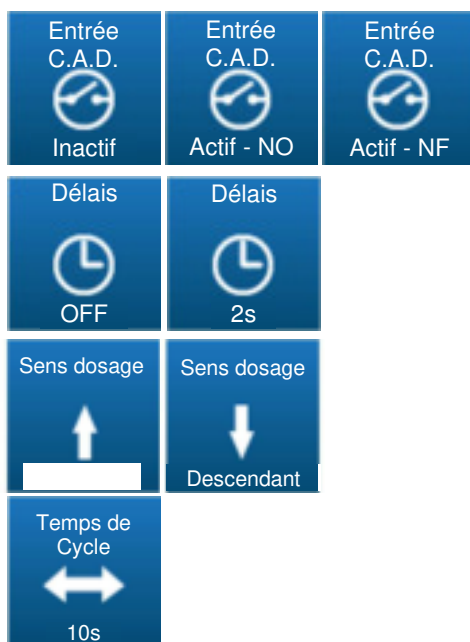 Entrée Entrée Entrée
C.A.D. C.A.D. C.A.D.
Inactif Actif - NO Actif - NF
Délais Délais
OFF 2s
Sens dosage Sens dosage
Descendant
Temps de
Cycle
10s